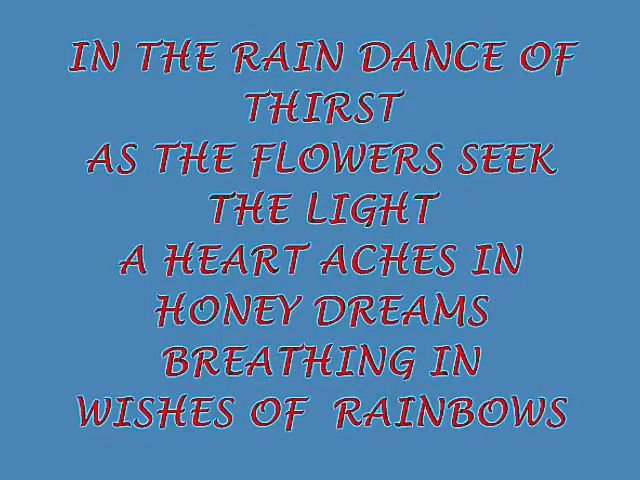 IN THE RAIN DANCE OF
THIRST
AS THE FLOWERS SEEK
THE LIGHT
A HEART ACHES IN
HONEY DREAMS
BREATHING IN
WISHES OF  RAINBOWS